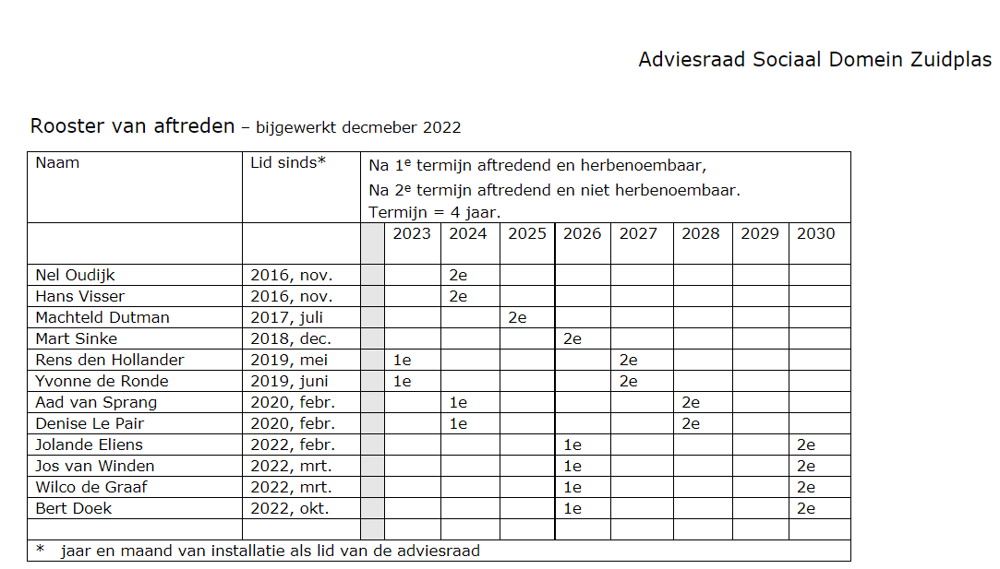 Adviesraad Sociaal Domein Zuidplas
Rooster van aftreden – bijgewerkt decmeber 2022
Naam Lid sinds* Na 1e termijn aftredend en herbenoembaar,
Na 2e termijn aftredend en niet herbenoembaar.
Termijn = 4 jaar.
2023 2024 2025 2026 2027 2028 2029 2030
Nel Oudijk 2016, nov. 2e
Hans Visser 2016, nov. 2e
Machteld Dutman 2017, juli 2e
Mart Sinke 2018, dec. 2e
Rens den Hollander 2019, mei 1e 2e
Yvonne de Ronde 2019, juni 1e 2e
Aad van Sprang 2020, febr. 1e 2e
Denise Le Pair 2020, febr. 1e 2e
Jolande Eliens 2022, febr. 1e 2e
Jos van Winden 2022, mrt. 1e 2e
Wilco de Graaf 2022, mrt. 1e 2e
Bert Doek 2022, okt. 1e 2e
* jaar en maand van installatie als lid van de adviesraad